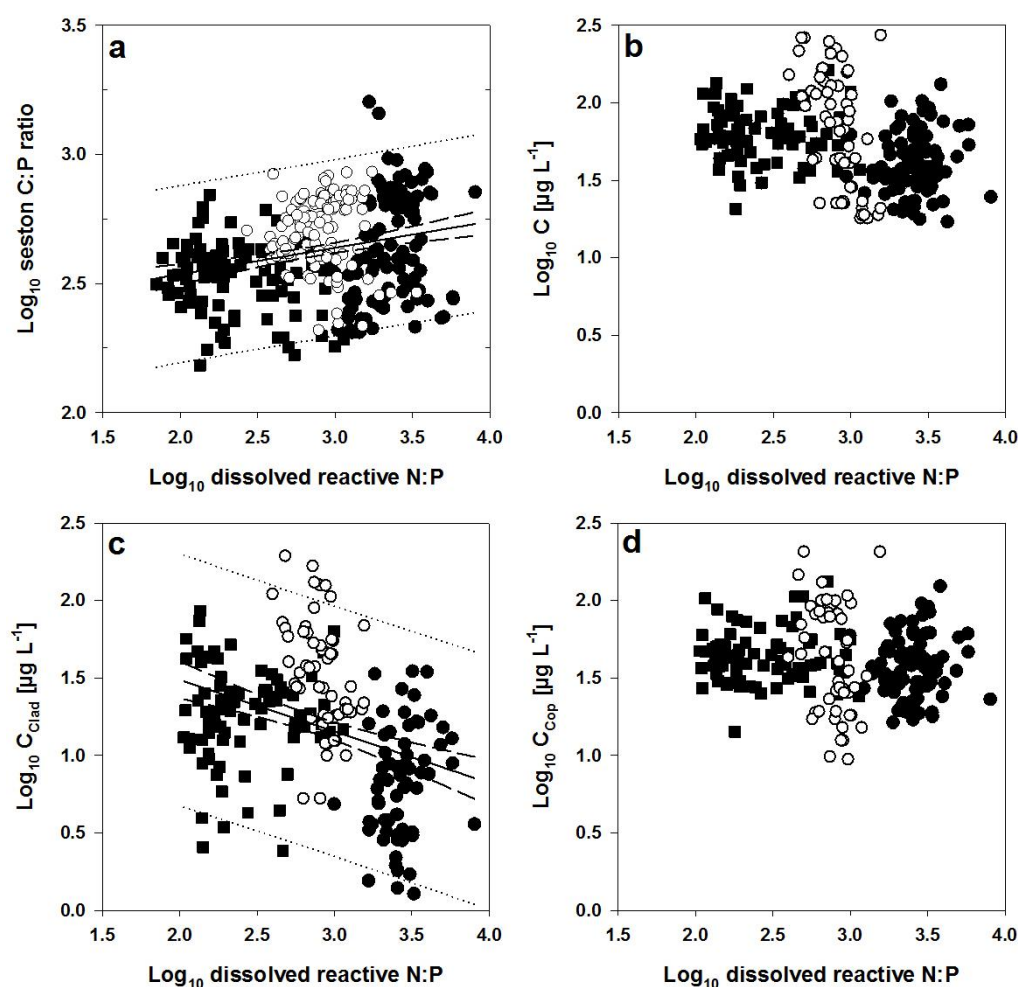 a
3.5
3.0
2.5
2.0
Log₁₀ seston C:P ratio
1.5 2.0 2.5 3.0 3.5 4.0
Log₁₀ dissolved reactive N:P
b
2.5
2.0
1.5
1.0
0.5
0.0
Log₁₀ C [µg L⁻¹]
1.5 2.0 2.5 3.0 3.5 4.0
Log₁₀ dissolved reactive N:P
c
2.5
2.0
1.5
1.0
0.5
0.0
Log₁₀ C_Clad [µg L⁻¹]
1.5 2.0 2.5 3.0 3.5 4.0
Log₁₀ dissolved reactive N:P
d
2.5
2.0
1.5
1.0
0.5
0.0
Log₁₀ C_Cop [µg L⁻¹]
1.5 2.0 2.5 3.0 3.5 4.0
Log₁₀ dissolved reactive N:P